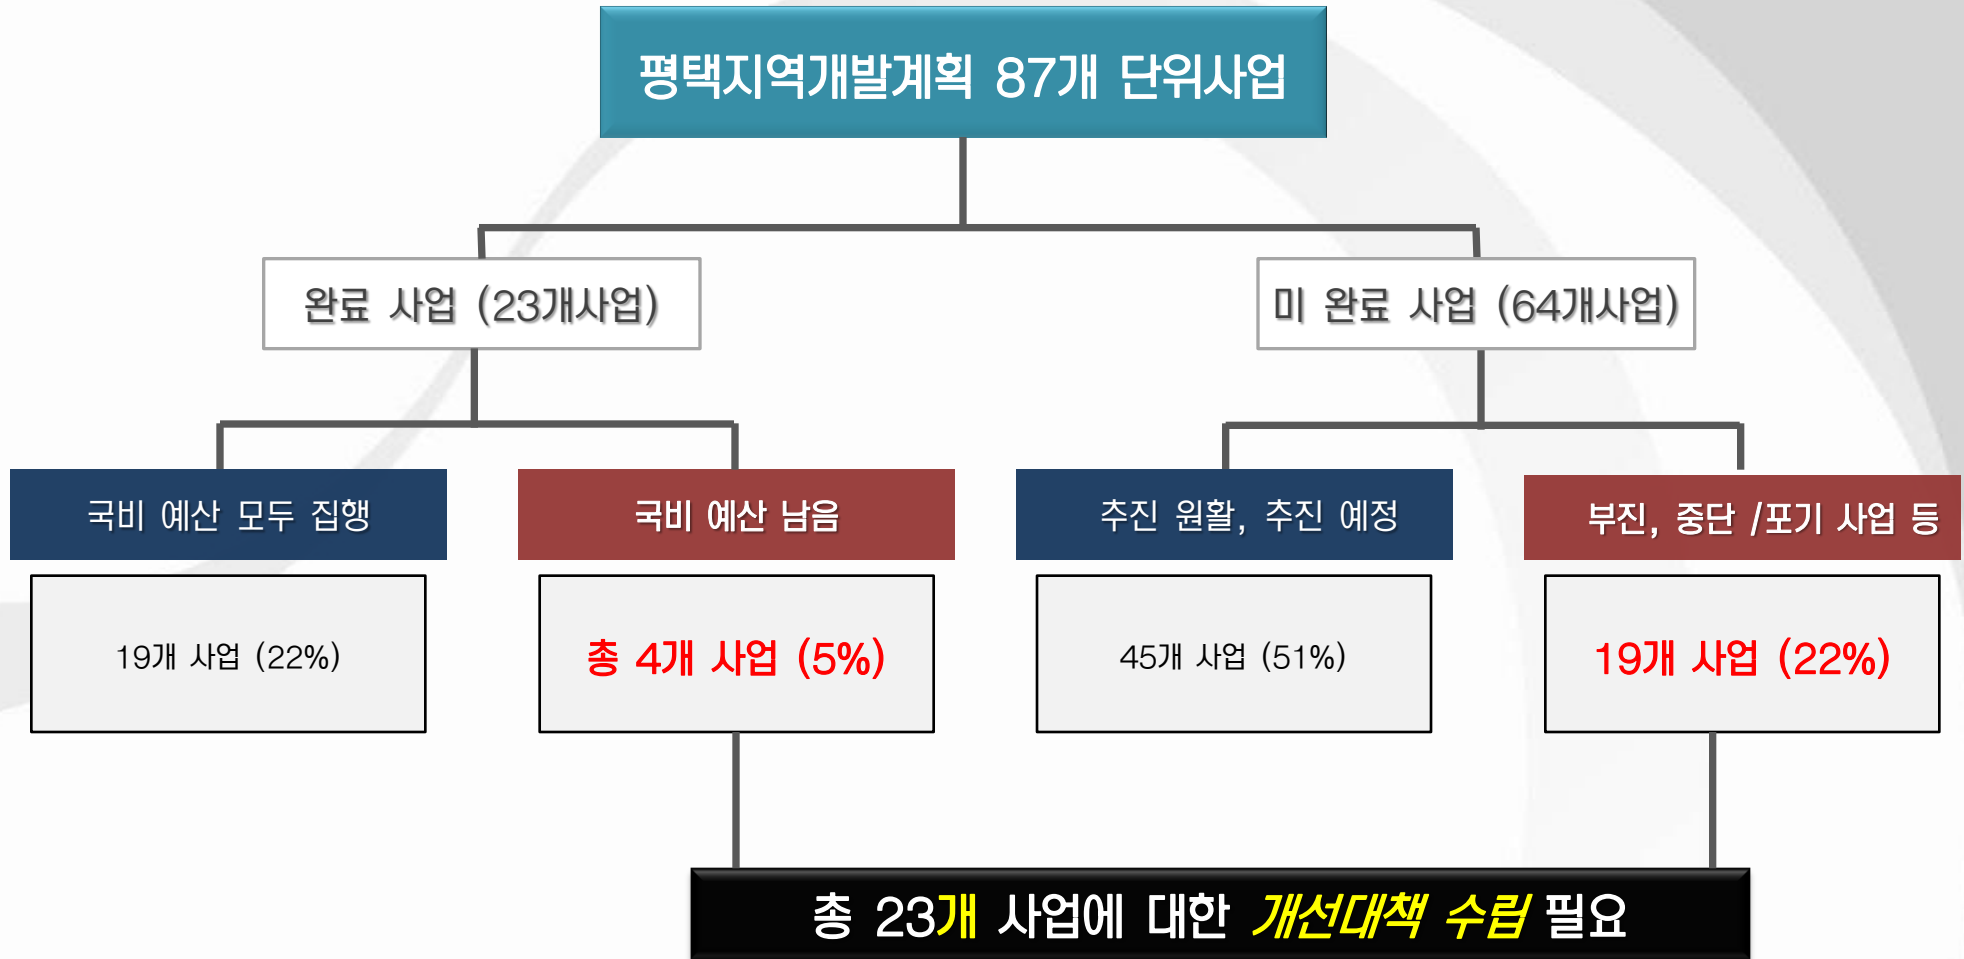 평택지역개발계획 87개 단위사업
완료 사업 (23개사업)
미 완료 사업 (64개사업)
국비 예산 모두 집행
국비 예산 남음
추진 원활, 추진 예정
부진, 중단 /포기 사업 등
19개 사업 (22%)
총 4개 사업 (5%)
45개 사업 (51%)
19개 사업 (22%)
총 23개 사업에 대한 개선대책 수립 필요